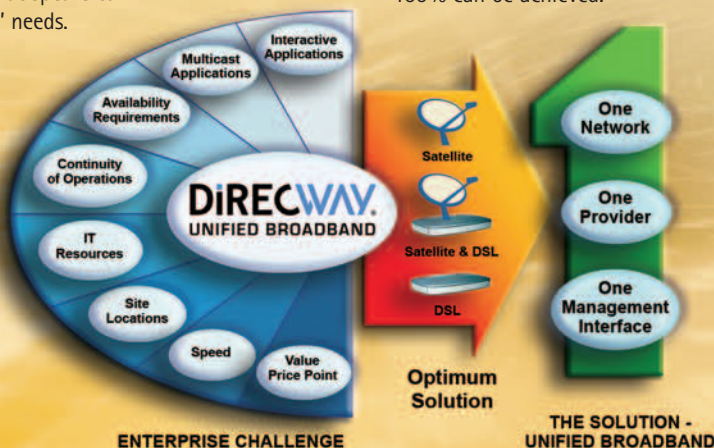 ' needs.
100% can be achieved.
Interactive
Applications
Multicast
Applications
Availability
Requirements
Continuity
of Operations
IT
Resources
Site
Locations
Speed
Value
Price Point
DiRECWAY.
UNIFIED BROADBAND
Satellite
Satellite & DSL
DSL
Optimum
Solution
One
Network
One
Provider
One
Management
Interface
ENTERPRISE CHALLENGE
THE SOLUTION -
UNIFIED BROADBAND